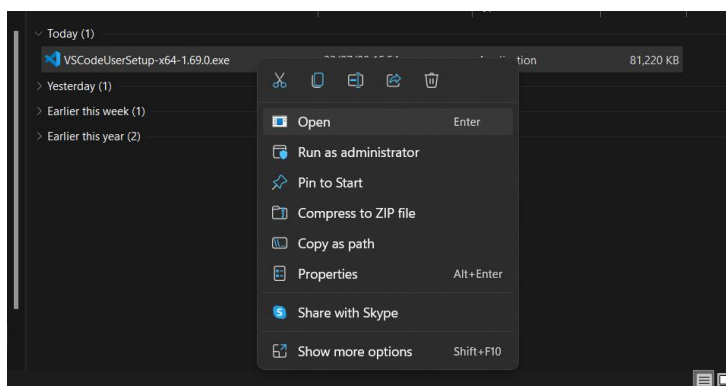 Today (1)
VSCodeUserSetup-x64-1.69.0.exe 81,220 KB
Yesterday (1)
Earlier this week (1)
Earlier this year (2)
Open Enter
Run as administrator
Pin to Start
Compress to ZIP file
Copy as path
Properties Alt+Enter
Share with Skype
Show more options Shift+F10